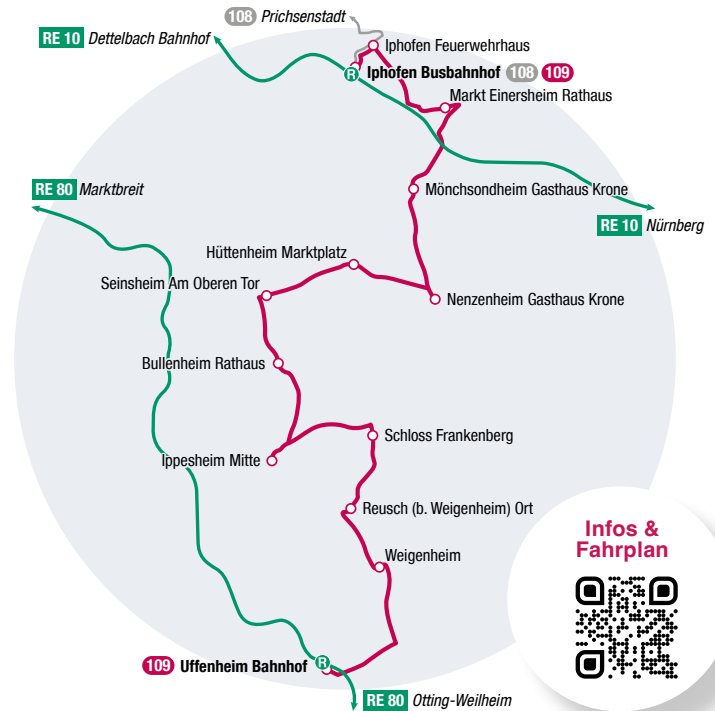 108 Prichsenstadt
RE 10 Dettelbach Bahnhof
Iphofen Feuerwehrhaus
R Iphofen Busbahnhof 108 109
Markt Einersheim Rathaus
RE 80 Marktbreit
Mönchsondheim Gasthaus Krone
RE 10 Nürnberg
Hüttenheim Marktplatz
Seinsheim Am Oberen Tor
Nenzenheim Gasthaus Krone
Bullenheim Rathaus
Schloss Frankenberg
Ippesheim Mitte
Reusch (b. Weigenheim) Ort
Infos &
Fahrplan
Weigenheim
109 Uffenheim Bahnhof R
RE 80 Otting-Weilheim